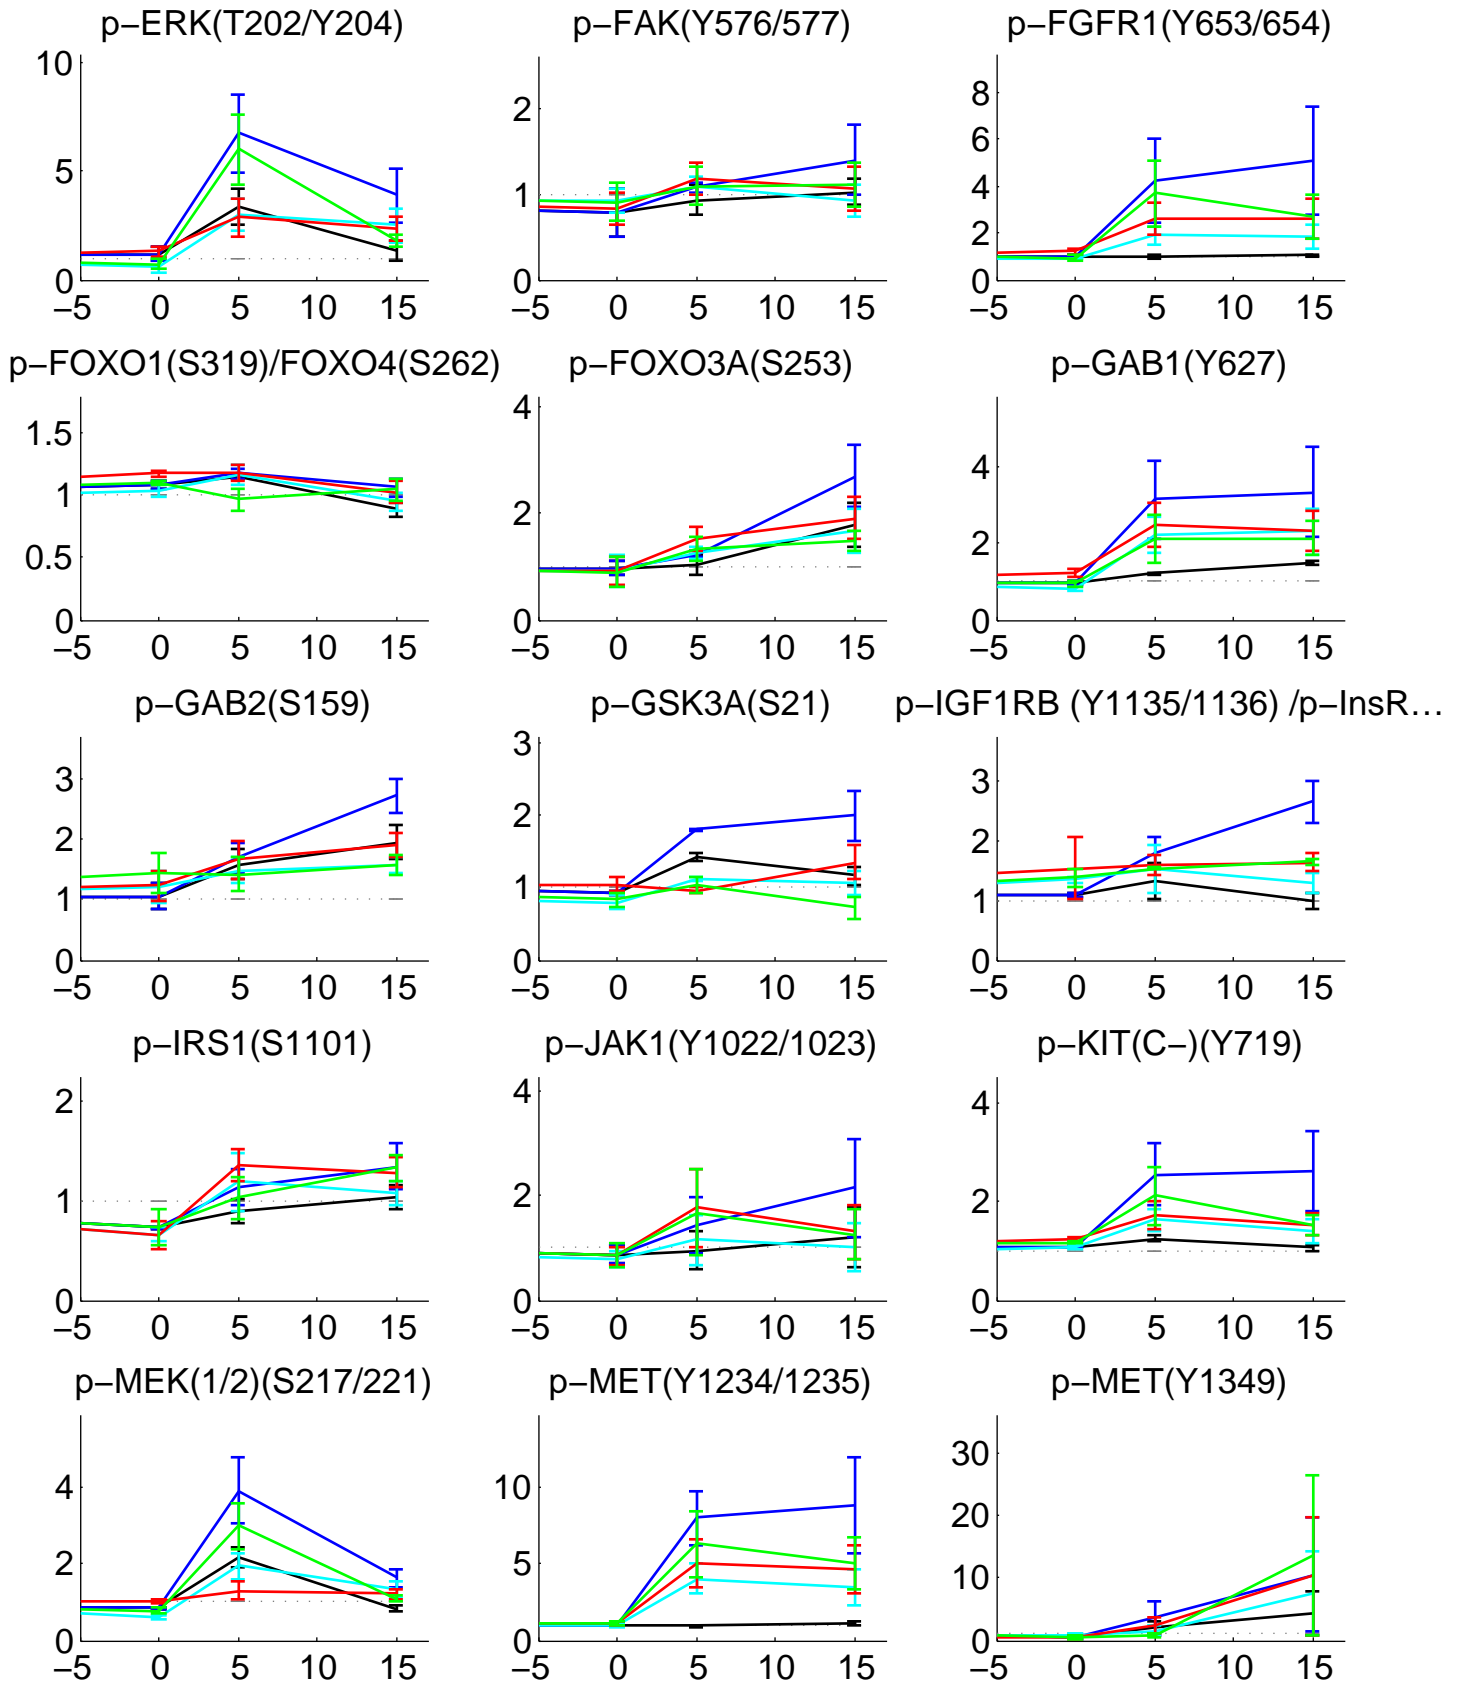 p−ERK(T202/Y204) p−FAK(Y576/577) p−FGFR1(Y653/654)
10 5 1 0
−5 0 5 10 15
2 1 0
−5 0 5 10 15
8 6 4 2 0
−5 0 5 10 15
p−FOXO1(S319)/FOXO4(S262) p−FOXO3A(S253) p−GAB1(Y627)
1.5 1 0.5 0
−5 0 5 10 15
4 2 0
−5 0 5 10 15
4 2 0
−5 0 5 10 15
p−GAB2(S159) p−GSK3A(S21) p−IGF1RB (Y1135/1136) /p−InsR…
3 2 1 0
−5 0 5 10 15
3 2 1 0
−5 0 5 10 15
3 2 1 0
−5 0 5 10 15
p−IRS1(S1101) p−JAK1(Y1022/1023) p−KIT(C−)(Y719)
2 1 0
−5 0 5 10 15
4 2 0
−5 0 5 10 15
4 2 0
−5 0 5 10 15
p−MEK(1/2)(S217/221) p−MET(Y1234/1235) p−MET(Y1349)
4 2 0
−5 0 5 10 15
10 5 0
−5 0 5 10 15
30 20 10 0
−5 0 5 10 15